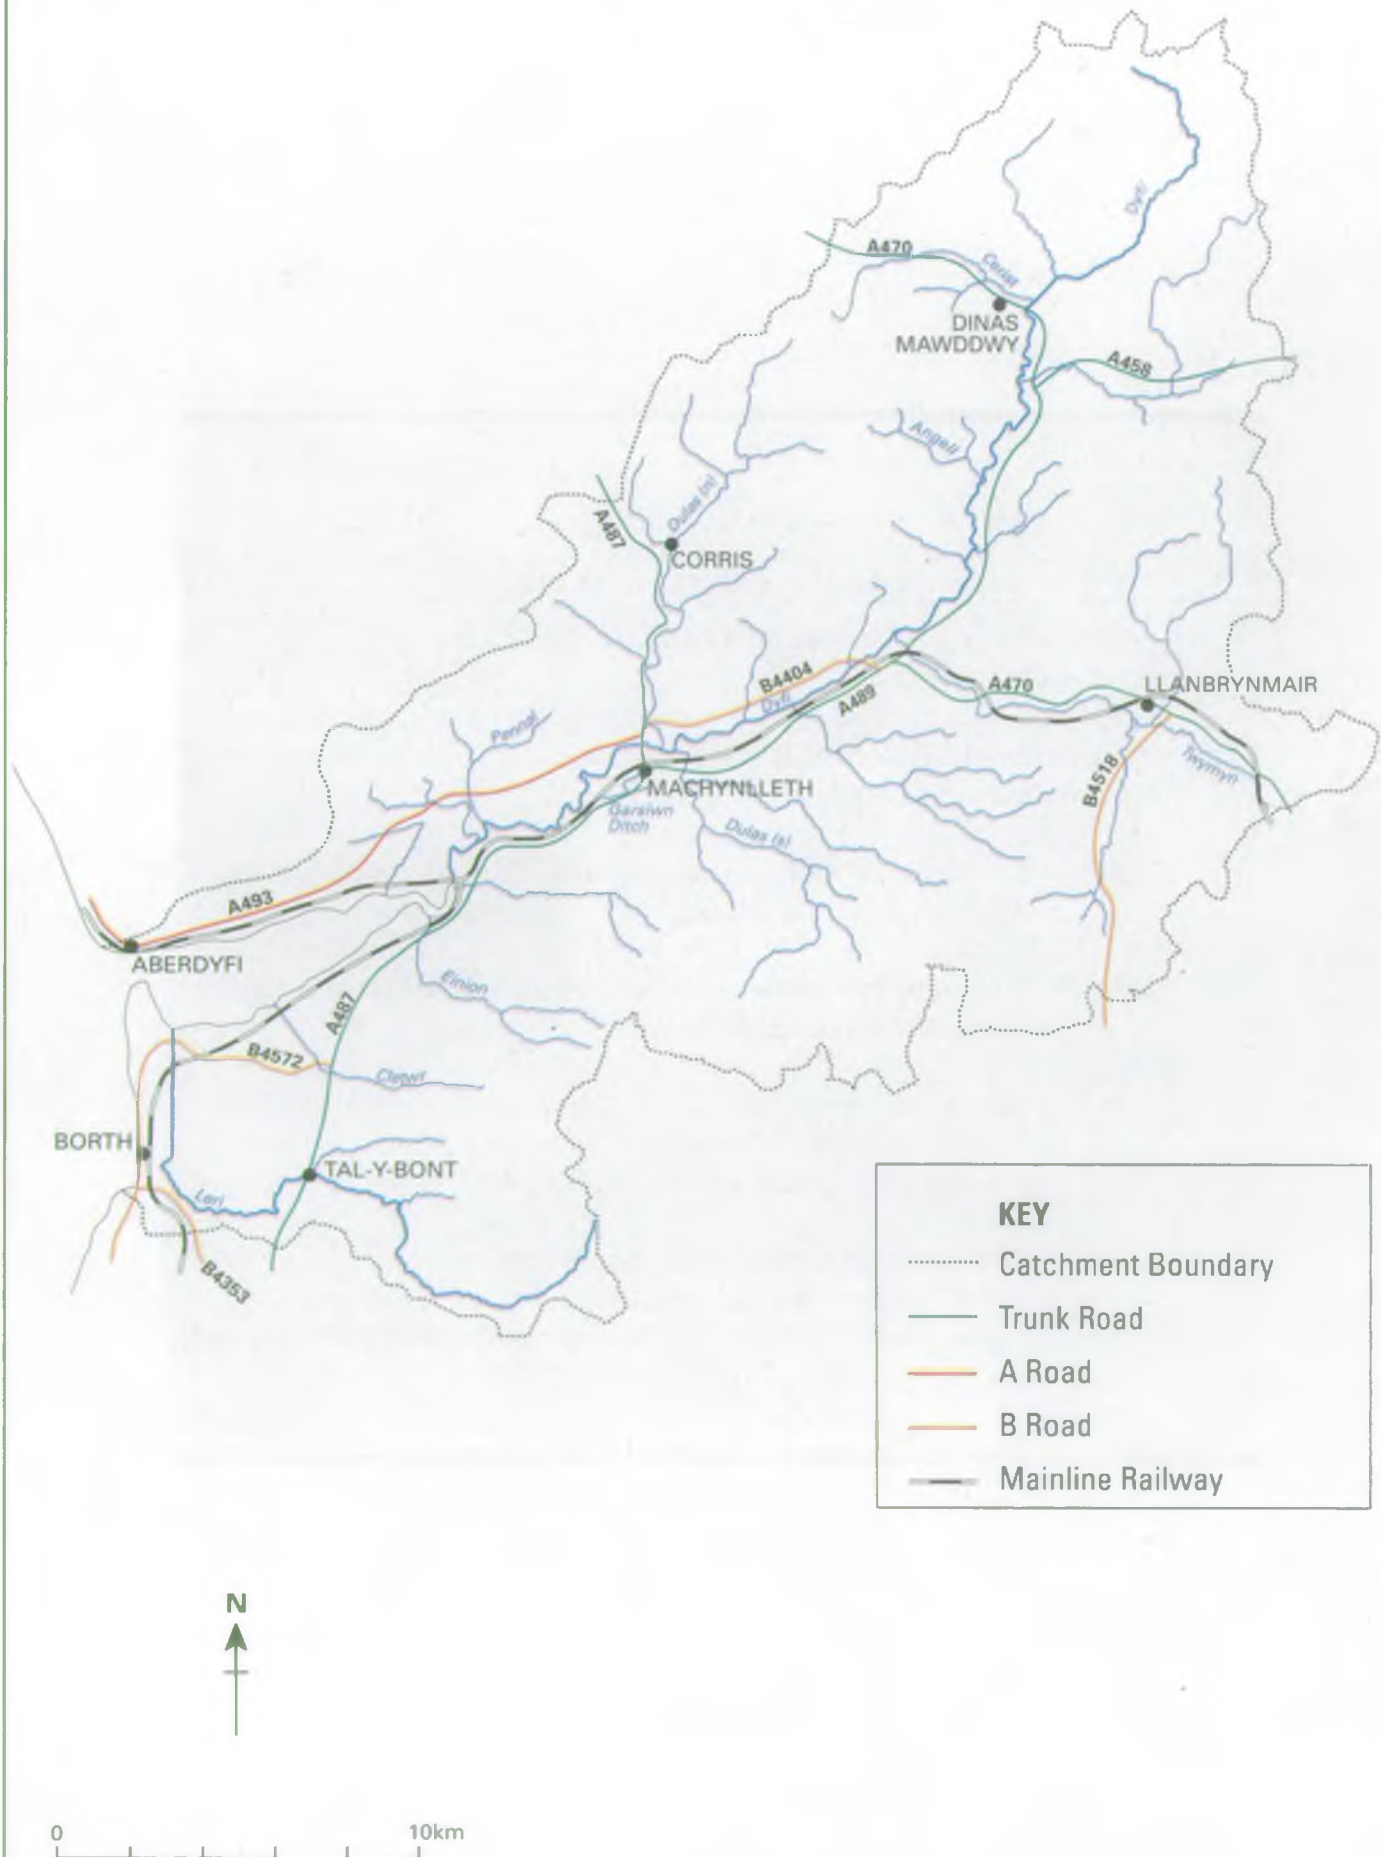 A470
Dyfi
Cerist
DINAS
MAWDDWY
A458
Angell
Dulas (n)
A487
CORRIS
B4404
Dyfi
A489
A470
LLANBRYNMAIR
Pennal
MACHYNLLETH
Garsiwn
Ditch
Dulas (s)
B4518
Twymyn
A493
ABERDYFI
Einion
A487
B4572
Cletwr
BORTH
TAL-Y-BONT
Leri
B4353
KEY
Catchment Boundary
Trunk Road
A Road
B Road
Mainline Railway
N
0
10km